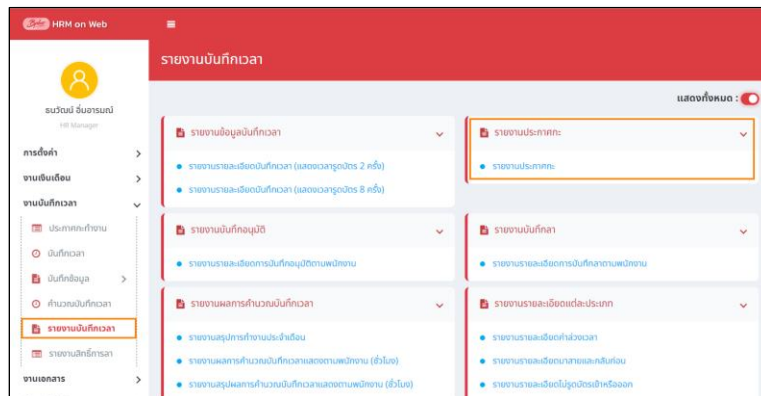 HRM on Web
รายงานบันทึกเวลา
แสดงทั้งหมด :
ธนวัฒน์ อิ่มอารมณ์
HR Manager
การตั้งค่า
งานเงินเดือน
งานบันทึกเวลา
ประกาศกะทำงาน
บันทึกเวลา
บันทึกข้อมูล
คำนวณบันทึกเวลา
รายงานบันทึกเวลา
รายงานสิทธิ์การลา
งานเอกสาร
รายงานข้อมูลบันทึกเวลา
รายงานรายละเอียดบันทึกเวลา (แสดงเวลารูดบัตร 2 ครั้ง)
รายงานรายละเอียดบันทึกเวลา (แสดงเวลารูดบัตร 8 ครั้ง)
รายงานประกาศกะ
รายงานประกาศกะ
รายงานบันทึกอนุมัติ
รายงานรายละเอียดการบันทึกอนุมัติตามพนักงาน
รายงานบันทึกลา
รายงานรายละเอียดการบันทึกลาตามพนักงาน
รายงานผลการคำนวณบันทึกเวลา
รายงานสรุปการทำงานประจำเดือน
รายงานผลการคำนวณบันทึกเวลาแสดงตามพนักงาน (ชั่วโมง)
รายงานสรุปผลการคำนวณบันทึกเวลาแสดงตามพนักงาน (ชั่วโมง)
รายงานรายละเอียดแต่ละประเภท
รายงานรายละเอียดค่าล่วงเวลา
รายงานรายละเอียดมาสายและกลับก่อน
รายงานรายละเอียดไม่รูดบัตรเข้าหรือออก